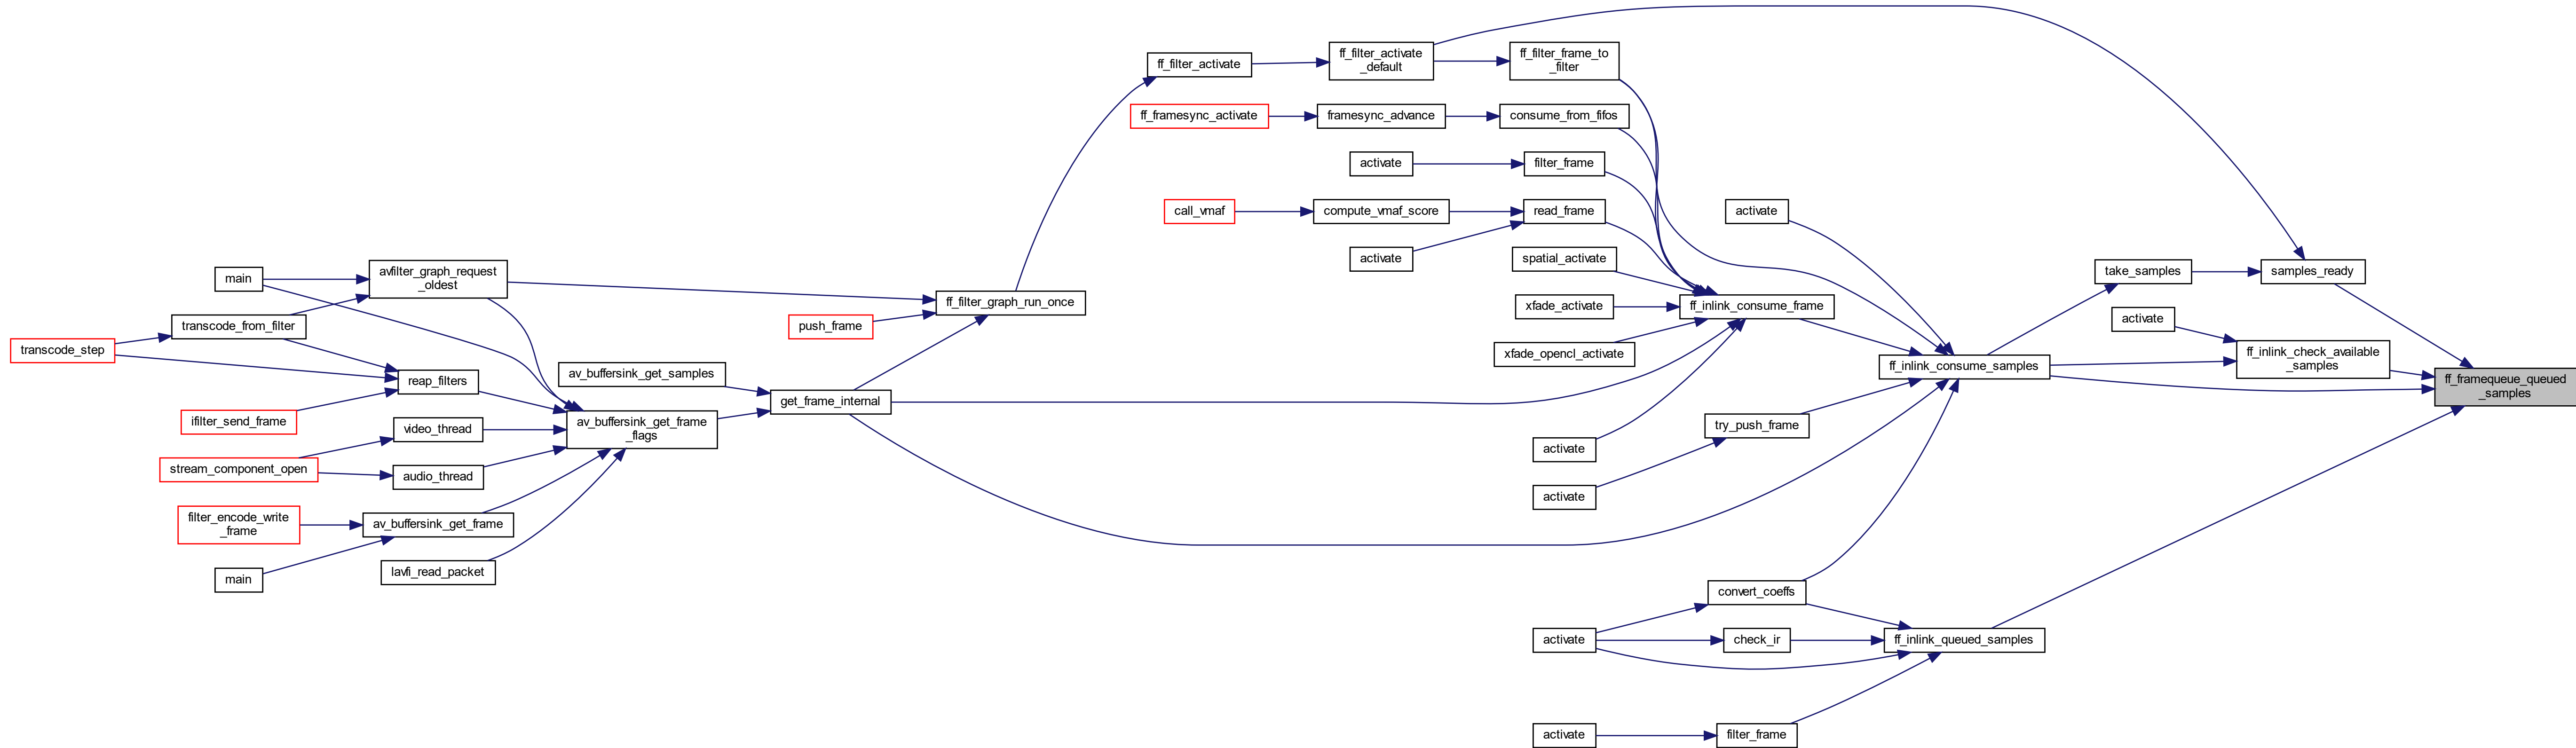 ff_filter_activate
ff_filter_activate
_default
ff_filter_frame_to
_filter
ff_framesync_activate
framesync_advance
consume_from_fifos
activate
filter_frame
call_vmaf
compute_vmaf_score
read_frame
activate
activate
spatial_activate
take_samples
samples_ready
main
avfilter_graph_request
_oldest
ff_filter_graph_run_once
xfade_activate
ff_inlink_consume_frame
activate
transcode_from_filter
push_frame
transcode_step
xfade_opencl_activate
ff_inlink_check_available
_samples
ff_inlink_consume_samples
reap_filters
av_buffersink_get_samples
ff_framequeue_queued
_samples
get_frame_internal
ifilter_send_frame
video_thread
av_buffersink_get_frame
_flags
try_push_frame
activate
stream_component_open
audio_thread
activate
filter_encode_write
_frame
av_buffersink_get_frame
main
lavfi_read_packet
convert_coeffs
activate
check_ir
ff_inlink_queued_samples
activate
filter_frame